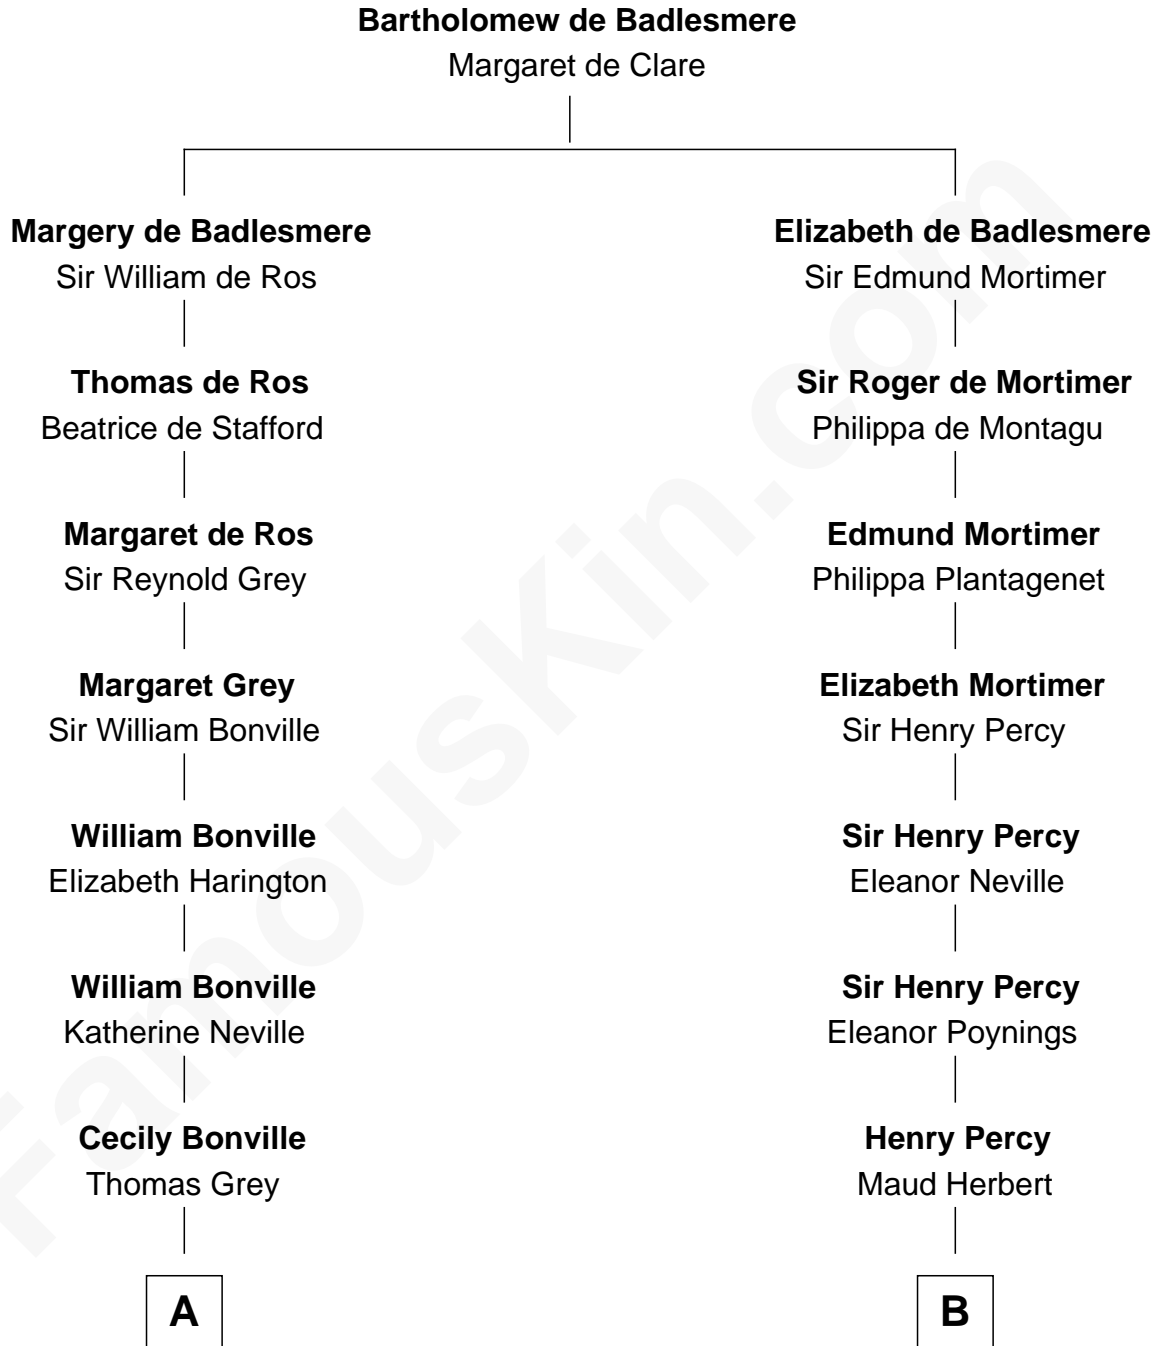 Bartholomew de Badlesmere
Margaret de Clare
Margery de Badlesmere
Sir William de Ros
Elizabeth de Badlesmere
Sir Edmund Mortimer
Thomas de Ros
Beatrice de Stafford
Sir Roger de Mortimer
Philippa de Montagu
Margaret de Ros
Sir Reynold Grey
Edmund Mortimer
Philippa Plantagenet
Margaret Grey
Sir William Bonville
Elizabeth Mortimer
Sir Henry Percy
William Bonville
Elizabeth Harington
Sir Henry Percy
Eleanor Neville
William Bonville
Katherine Neville
Sir Henry Percy
Eleanor Poynings
Cecily Bonville
Thomas Grey
Henry Percy
Maud Herbert
A
B
FamousKin.com